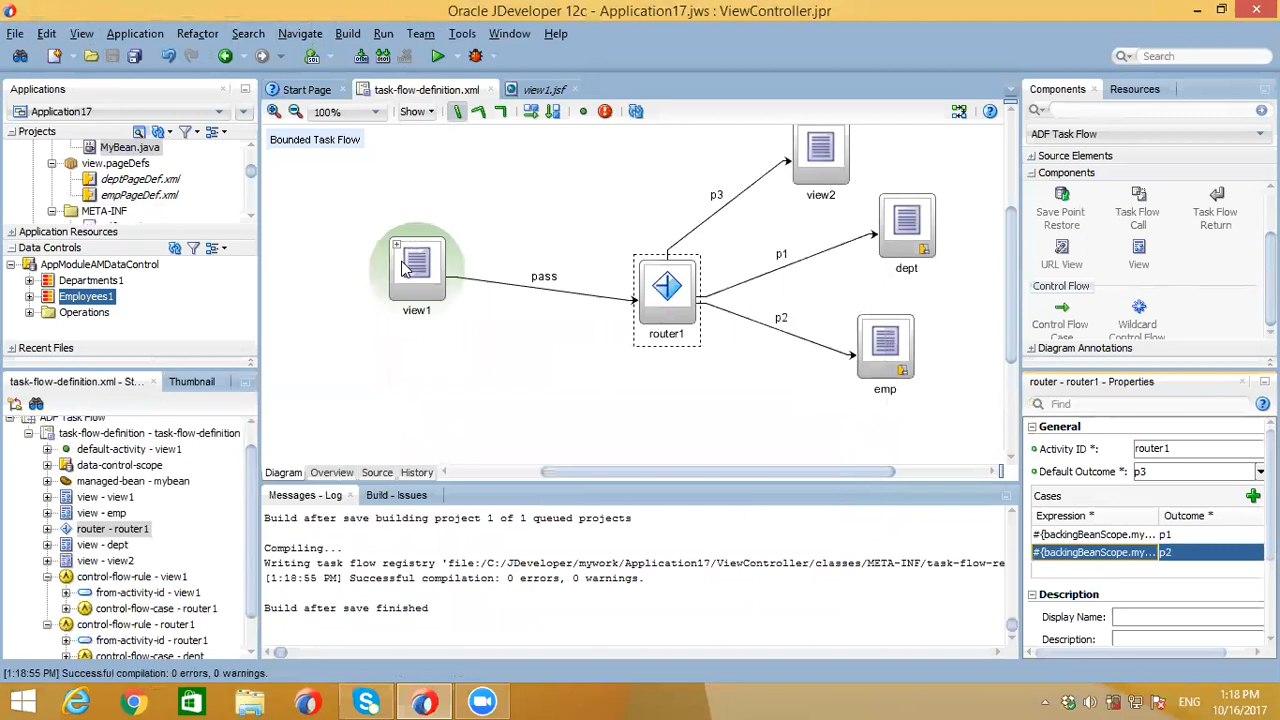 Oracle JDeveloper 12c - Application17.jws : ViewController.jpr
File Edit View Application Refactor Search Navigate Build Run Team Tools Window Help
Search
Applications
Application17
Projects
MyBean.java
view.pageDefs
deptPageDef.xml
empPageDef.xml
META-INF
Application Resources
Data Controls
AppModuleAMDataControl
Departments1
Employees1
Operations
Recent Files
task-flow-definition.xml - St...
Thumbnail
ADF Task Flow
task-flow-definition - task-flow-definition
default-activity - view1
data-control-scope
managed-bean - mybean
view - view1
view - emp
router - router1
view - dept
view - view2
control-flow-rule - view1
from-activity-id - view1
control-flow-case - router1
control-flow-rule - router1
from-activity-id - router1
control-flow-case - dept
Start Page
task-flow-definition.xml
view1.jsf
100%
Show
Bounded Task Flow
view1
pass
router1
p3
p1
p2
view2
dept
emp
Diagram Overview Source History
Messages - Log
Build - Issues
Build after save building project 1 of 1 queued projects
Compiling...
Writing task flow registry 'file:/C:/JDeveloper/mywork/Application17/ViewController/classes/META-INF/task-flow-re
[1:18:55 PM] Successful compilation: 0 errors, 0 warnings.
Build after save finished
Components
Resources
ADF Task Flow
Source Elements
Components
Save Point Restore
Task Flow Call
Task Flow Return
URL View
View
Control Flow
Control Flow Case
Wildcard Control Flow
Diagram Annotations
router - router1 - Properties
Find
General
Activity ID *: router1
Default Outcome *: p3
Cases
Expression * Outcome *
#{backingBeanScope.my... p1
#{backingBeanScope.my... p2
Description
Display Name:
Description:
[1:18:55 PM] Successful compilation: 0 errors, 0 warnings.
ENG
1:18 PM
10/16/2017